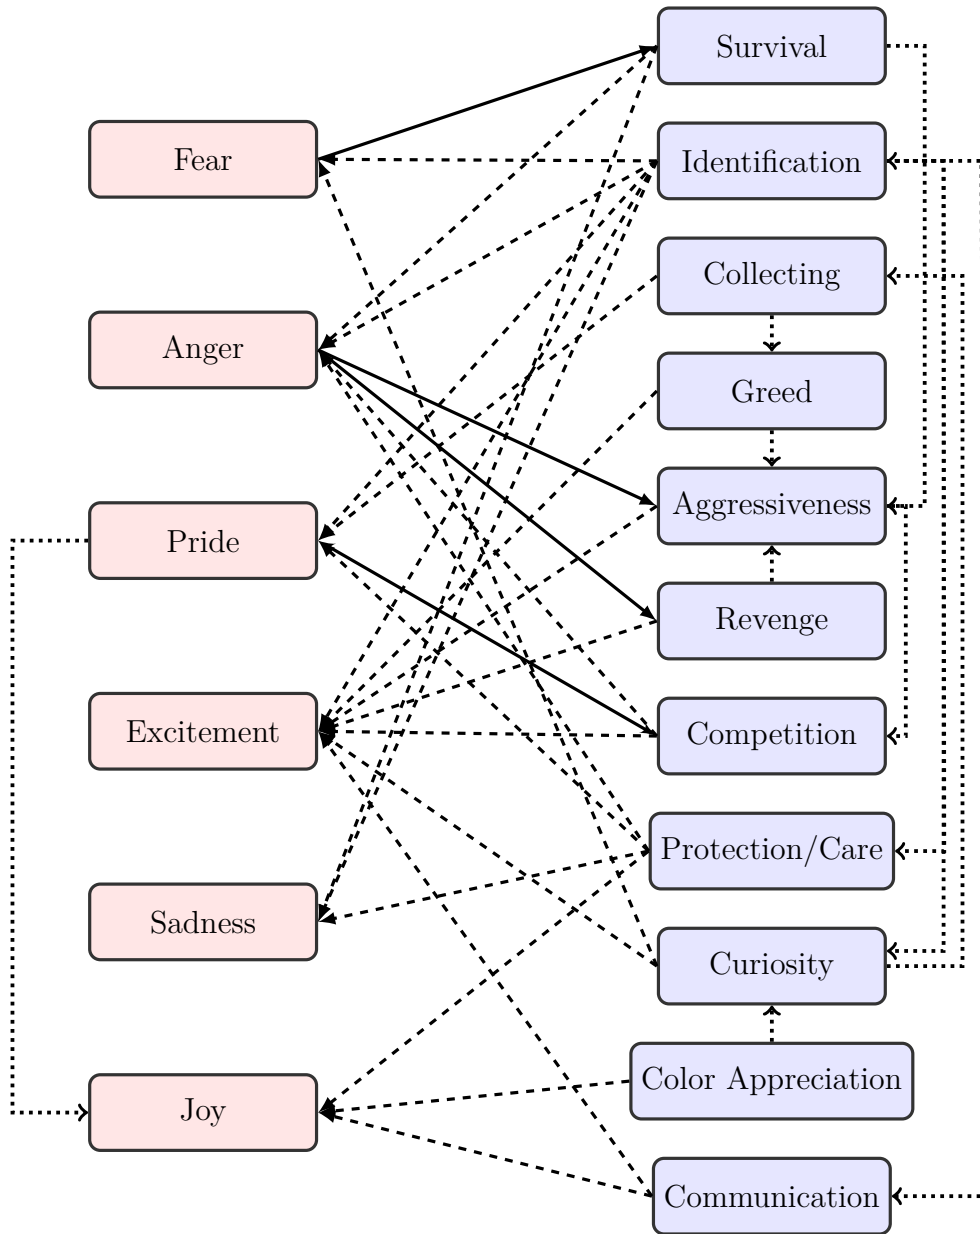 Survival
Fear
Identification
Collecting
Anger
Greed
Aggressiveness
Pride
Revenge
Excitement
Competition
Protection/Care
Sadness
Curiosity
Color Appreciation
Joy
Communication